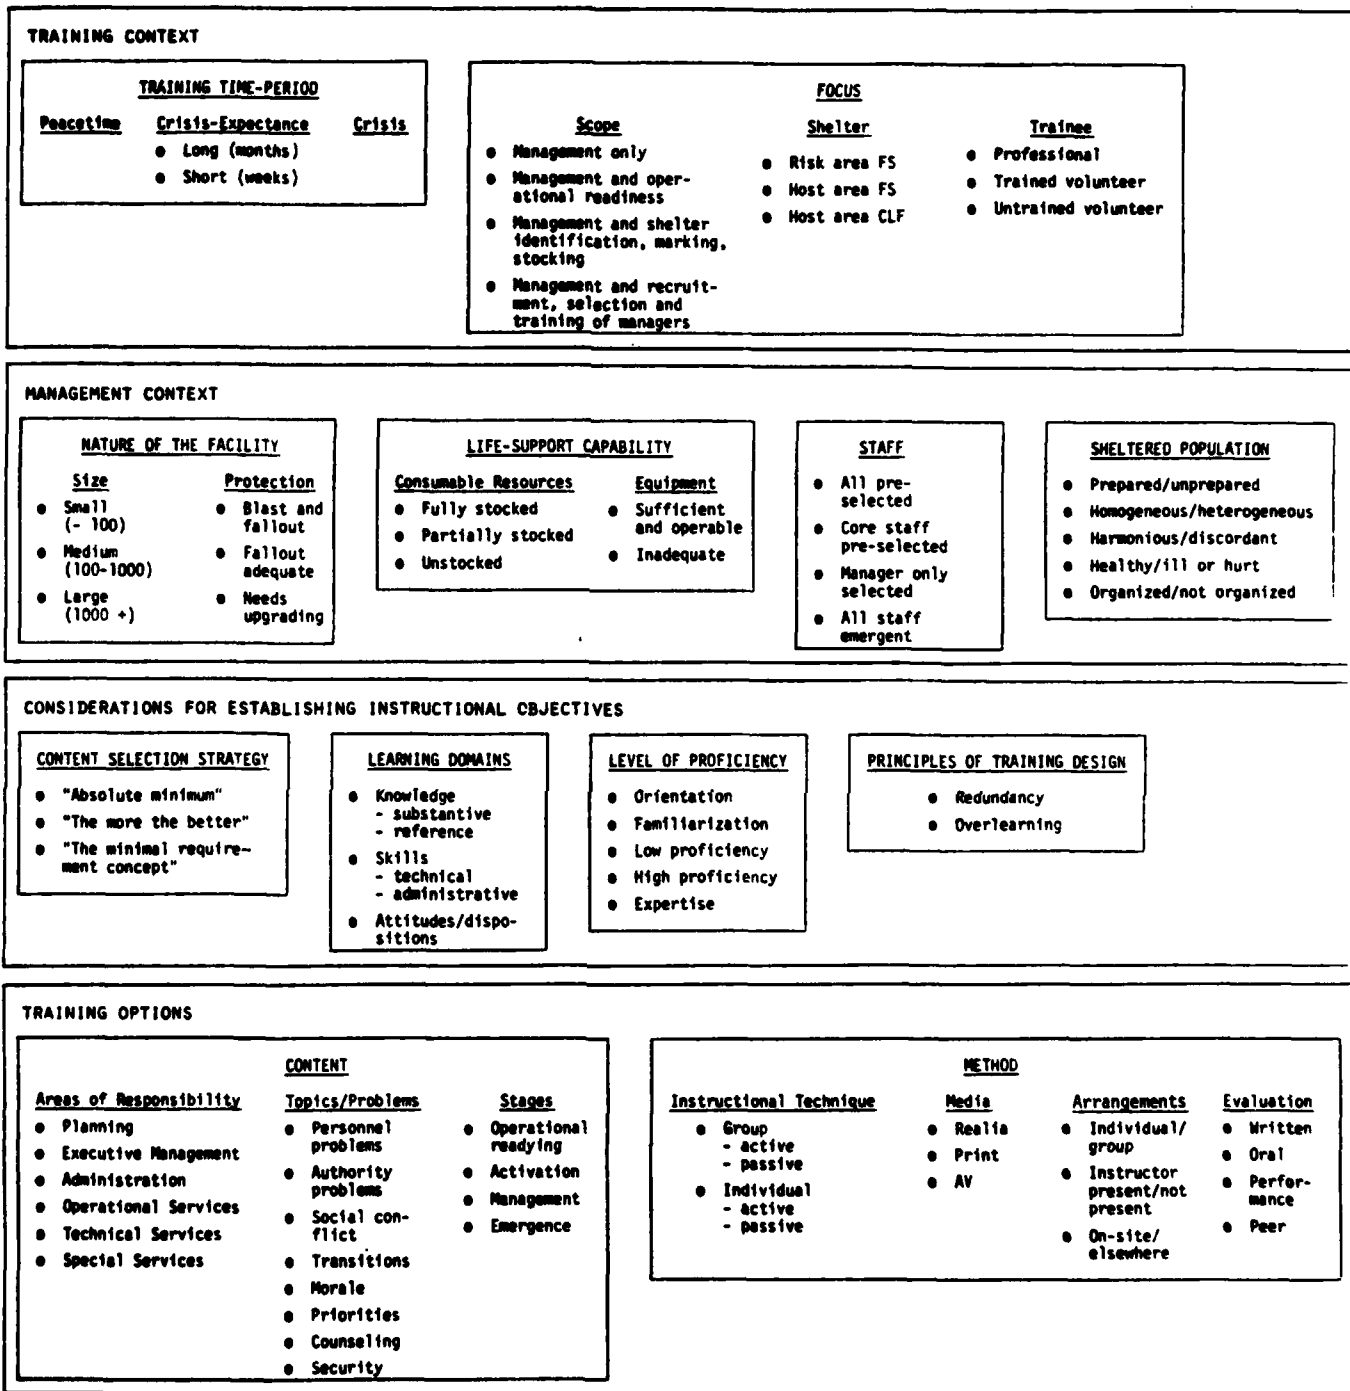 TRAINING CONTEXT
TRAINING TIME-PERIOD
Peacetime
Crisis-Expectance
● Long (months)
● Short (weeks)
Crisis
FOCUS
Scope
● Management only
● Management and oper-
ational readiness
● Management and shelter
identification, marking,
stocking
● Management and recruit-
ment, selection and
training of managers
Shelter
● Risk area FS
● Host area FS
● Host area CLF
Trainee
● Professional
● Trained volunteer
● Untrained volunteer
MANAGEMENT CONTEXT
NATURE OF THE FACILITY
Size
● Small
(- 100)
● Medium
(100-1000)
● Large
(1000 +)
Protection
● Blast and
fallout
● Fallout
adequate
● Needs
upgrading
LIFE-SUPPORT CAPABILITY
Consumable Resources
● Fully stocked
● Partially stocked
● Unstocked
Equipment
● Sufficient
and operable
● Inadequate
STAFF
● All pre-
selected
● Core staff
pre-selected
● Manager only
selected
● All staff
emergent
SHELTERED POPULATION
● Prepared/unprepared
● Homogeneous/heterogeneous
● Harmonious/discordant
● Healthy/ill or hurt
● Organized/not organized
CONSIDERATIONS FOR ESTABLISHING INSTRUCTIONAL OBJECTIVES
CONTENT SELECTION STRATEGY
● "Absolute minimum"
● "The more the better"
● "The minimal require-
ment concept"
LEARNING DOMAINS
● Knowledge
- substantive
- reference
● Skills
- technical
- administrative
● Attitudes/dispo-
sitions
LEVEL OF PROFICIENCY
● Orientation
● Familiarization
● Low proficiency
● High proficiency
● Expertise
PRINCIPLES OF TRAINING DESIGN
● Redundancy
● Overlearning
TRAINING OPTIONS
CONTENT
Areas of Responsibility
● Planning
● Executive Management
● Administration
● Operational Services
● Technical Services
● Special Services
Topics/Problems
● Personnel
problems
● Authority
problems
● Social con-
flict
● Transitions
● Morale
● Priorities
● Counseling
● Security
Stages
● Operational
readying
● Activation
● Management
● Emergence
METHOD
Instructional Technique
● Group
- active
- passive
● Individual
- active
- passive
Media
● Realia
● Print
● AV
Arrangements
● Individual/
group
● Instructor
present/not
present
● On-site/
elsewhere
Evaluation
● Written
● Oral
● Perfor-
mance
● Peer